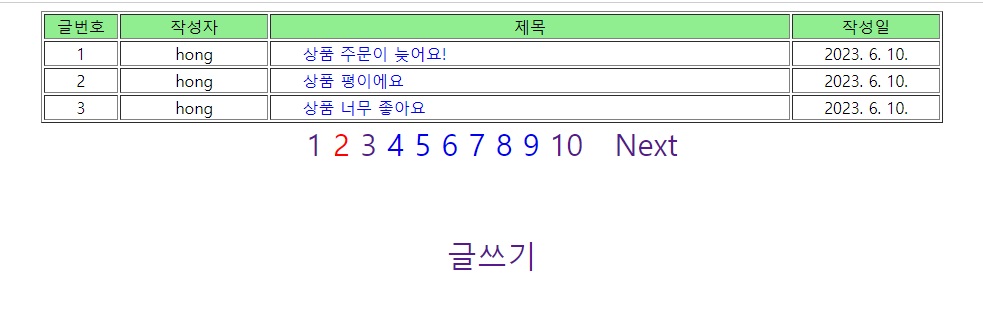 글번호 작성자 제목 작성일
1 hong 상품 주문이 늦어요! 2023. 6. 10.
2 hong 상품 평이에요 2023. 6. 10.
3 hong 상품 너무 좋아요 2023. 6. 10.
1 2 3 4 5 6 7 8 9 10 Next
글쓰기